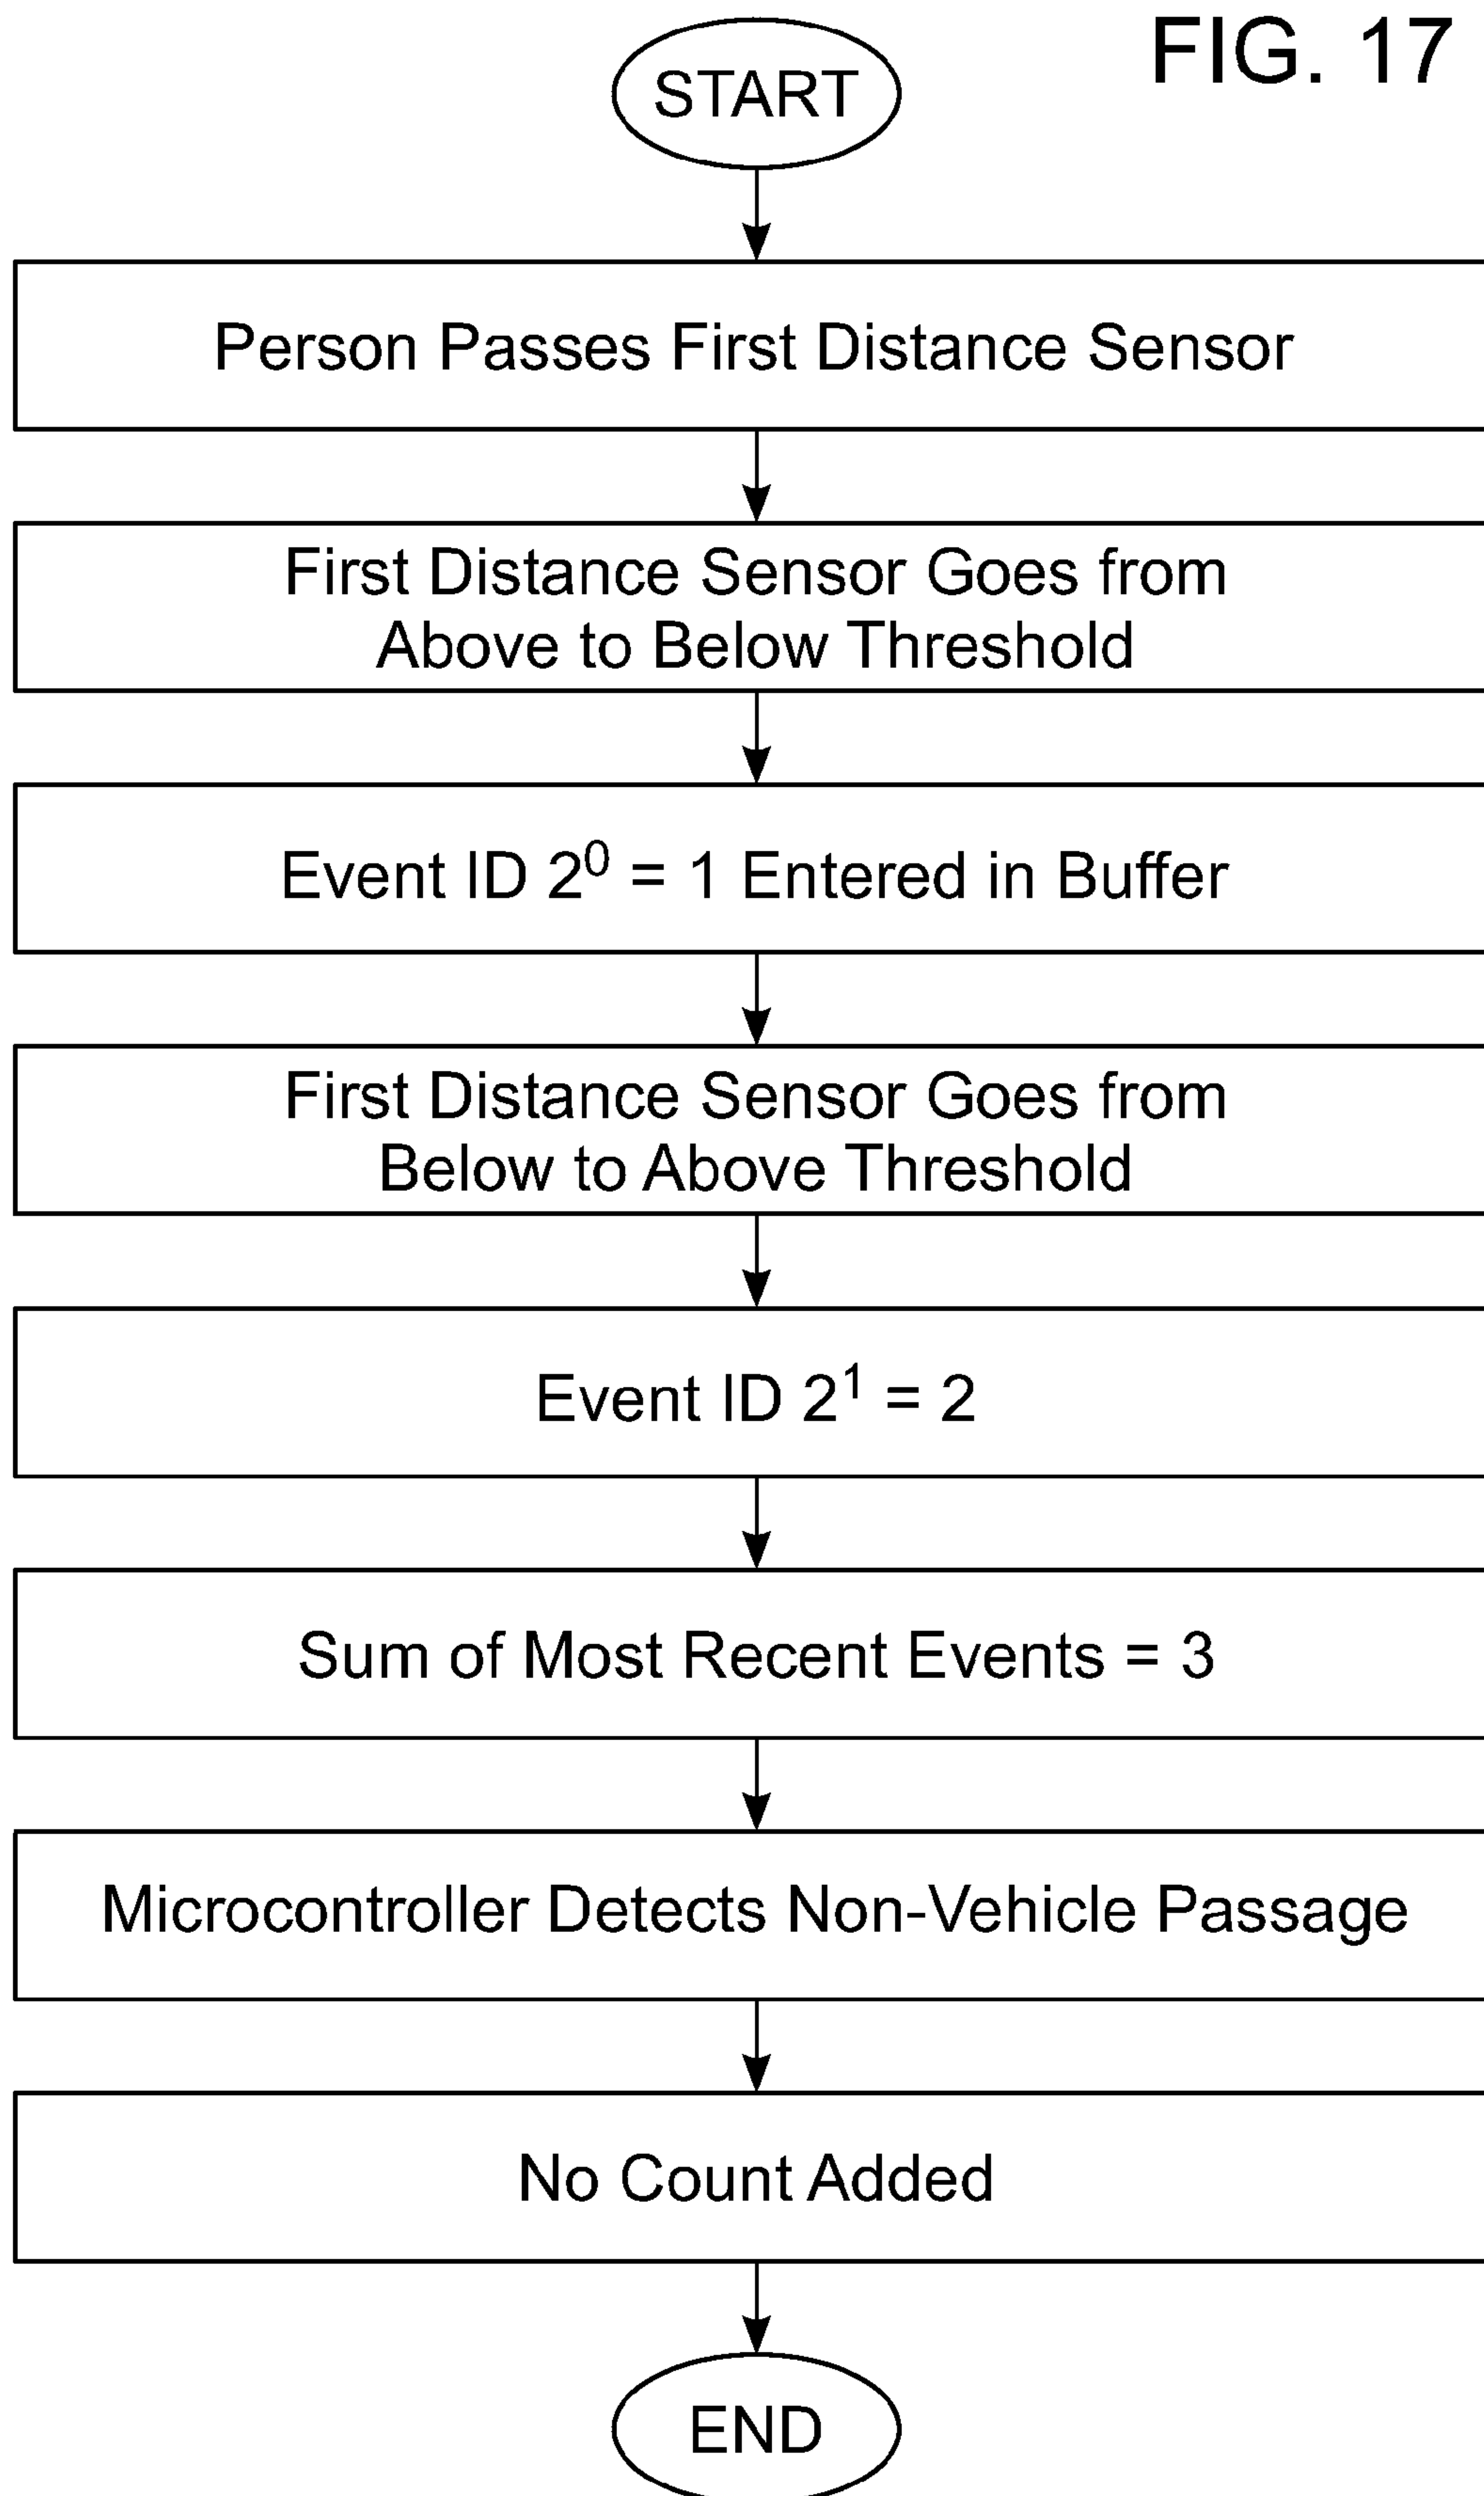 FIG. 17
START
Person Passes First Distance Sensor
First Distance Sensor Goes from
Above to Below Threshold
Event ID 2⁰ = 1 Entered in Buffer
First Distance Sensor Goes from
Below to Above Threshold
Event ID 2¹ = 2
Sum of Most Recent Events = 3
Microcontroller Detects Non-Vehicle Passage
No Count Added
END